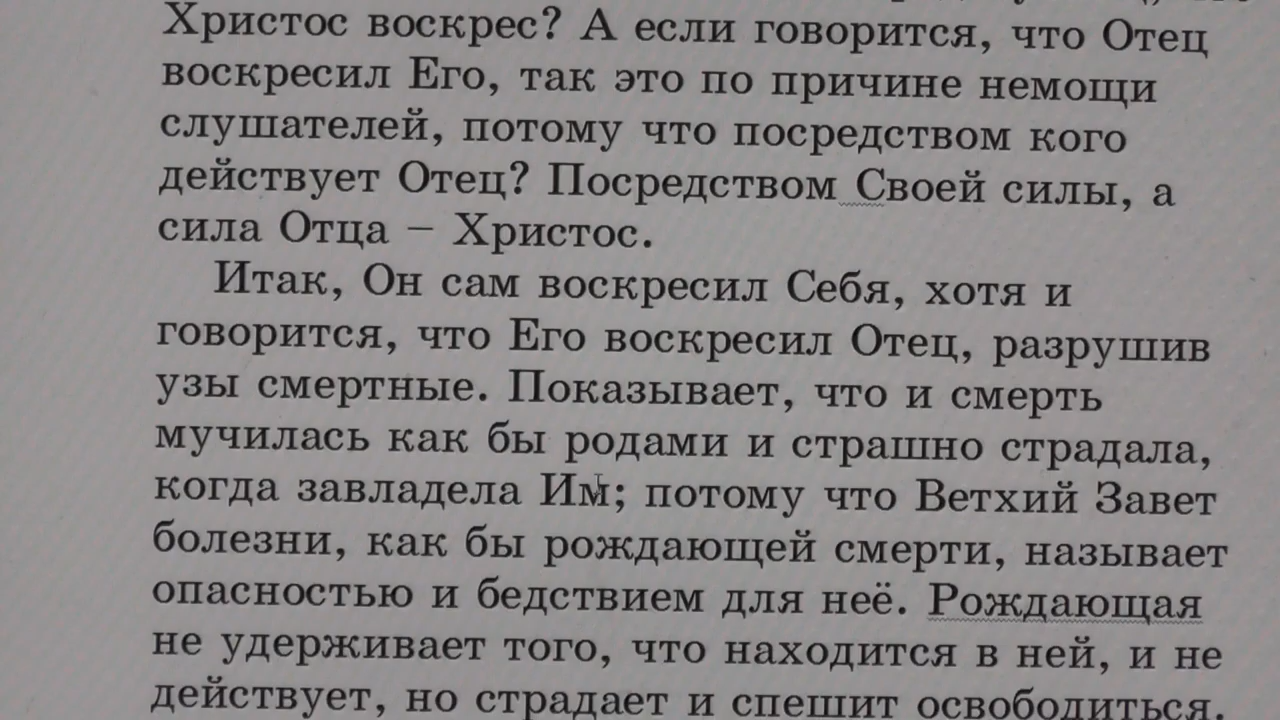 Христос воскрес? А если говорится, что Отец
воскресил Его, так это по причине немощи
слушателей, потому что посредством кого
действует Отец? Посредством Своей силы, а
сила Отца – Христос.
Итак, Он сам воскресил Себя, хотя и
говорится, что Его воскресил Отец, разрушив
узы смертные. Показывает, что и смерть
мучилась как бы родами и страшно страдала,
когда завладела Им; потому что Ветхий Завет
болезни, как бы рождающей смерти, называет
опасностью и бедствием для неё. Рождающая
не удерживает того, что находится в ней, и не
действует, но страдает и спешит освободиться.